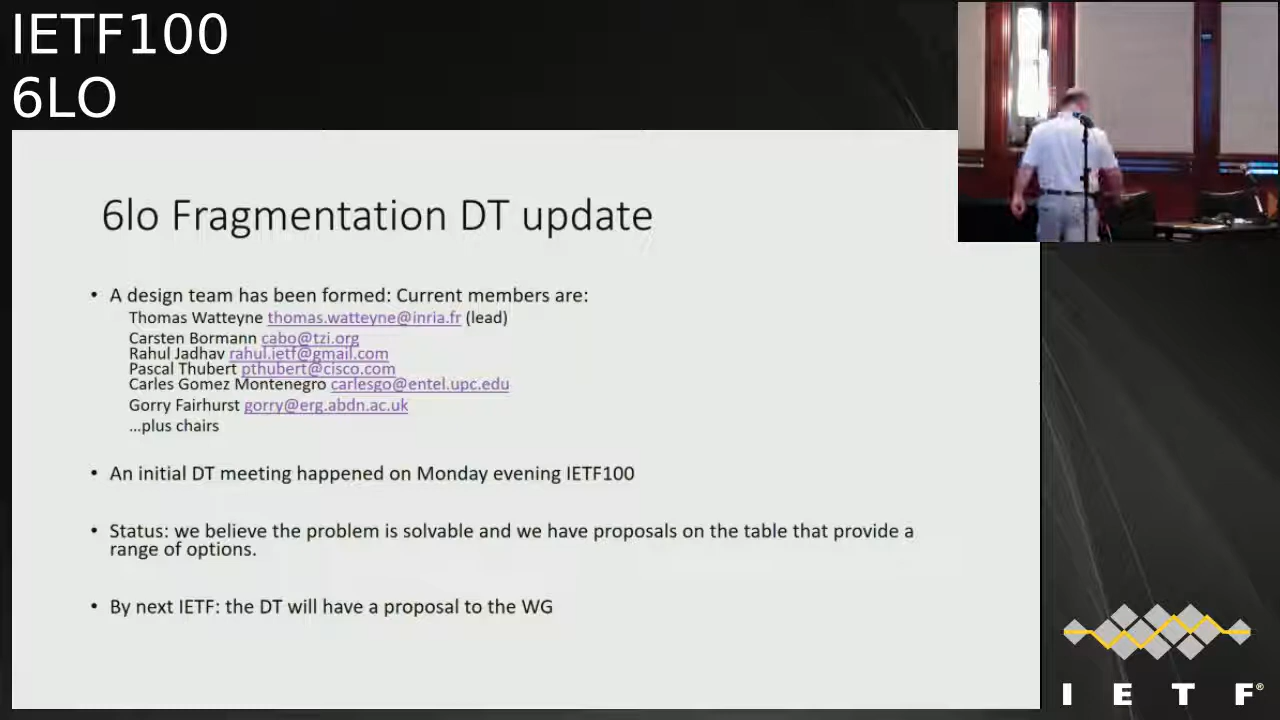 IETF100
6LO
6lo Fragmentation DT update
• A design team has been formed: Current members are:
Thomas Watteyne thomas.watteyne@inria.fr (lead)
Carsten Bormann cabo@tzi.org
Rahul Jadhav rahul.ietf@gmail.com
Pascal Thubert pthubert@cisco.com
Carles Gomez Montenegro carlesgo@entel.upc.edu
Gorry Fairhurst gorry@erg.abdn.ac.uk
…plus chairs
• An initial DT meeting happened on Monday evening IETF100
• Status: we believe the problem is solvable and we have proposals on the table that provide a
range of options.
• By next IETF: the DT will have a proposal to the WG
I E T F®